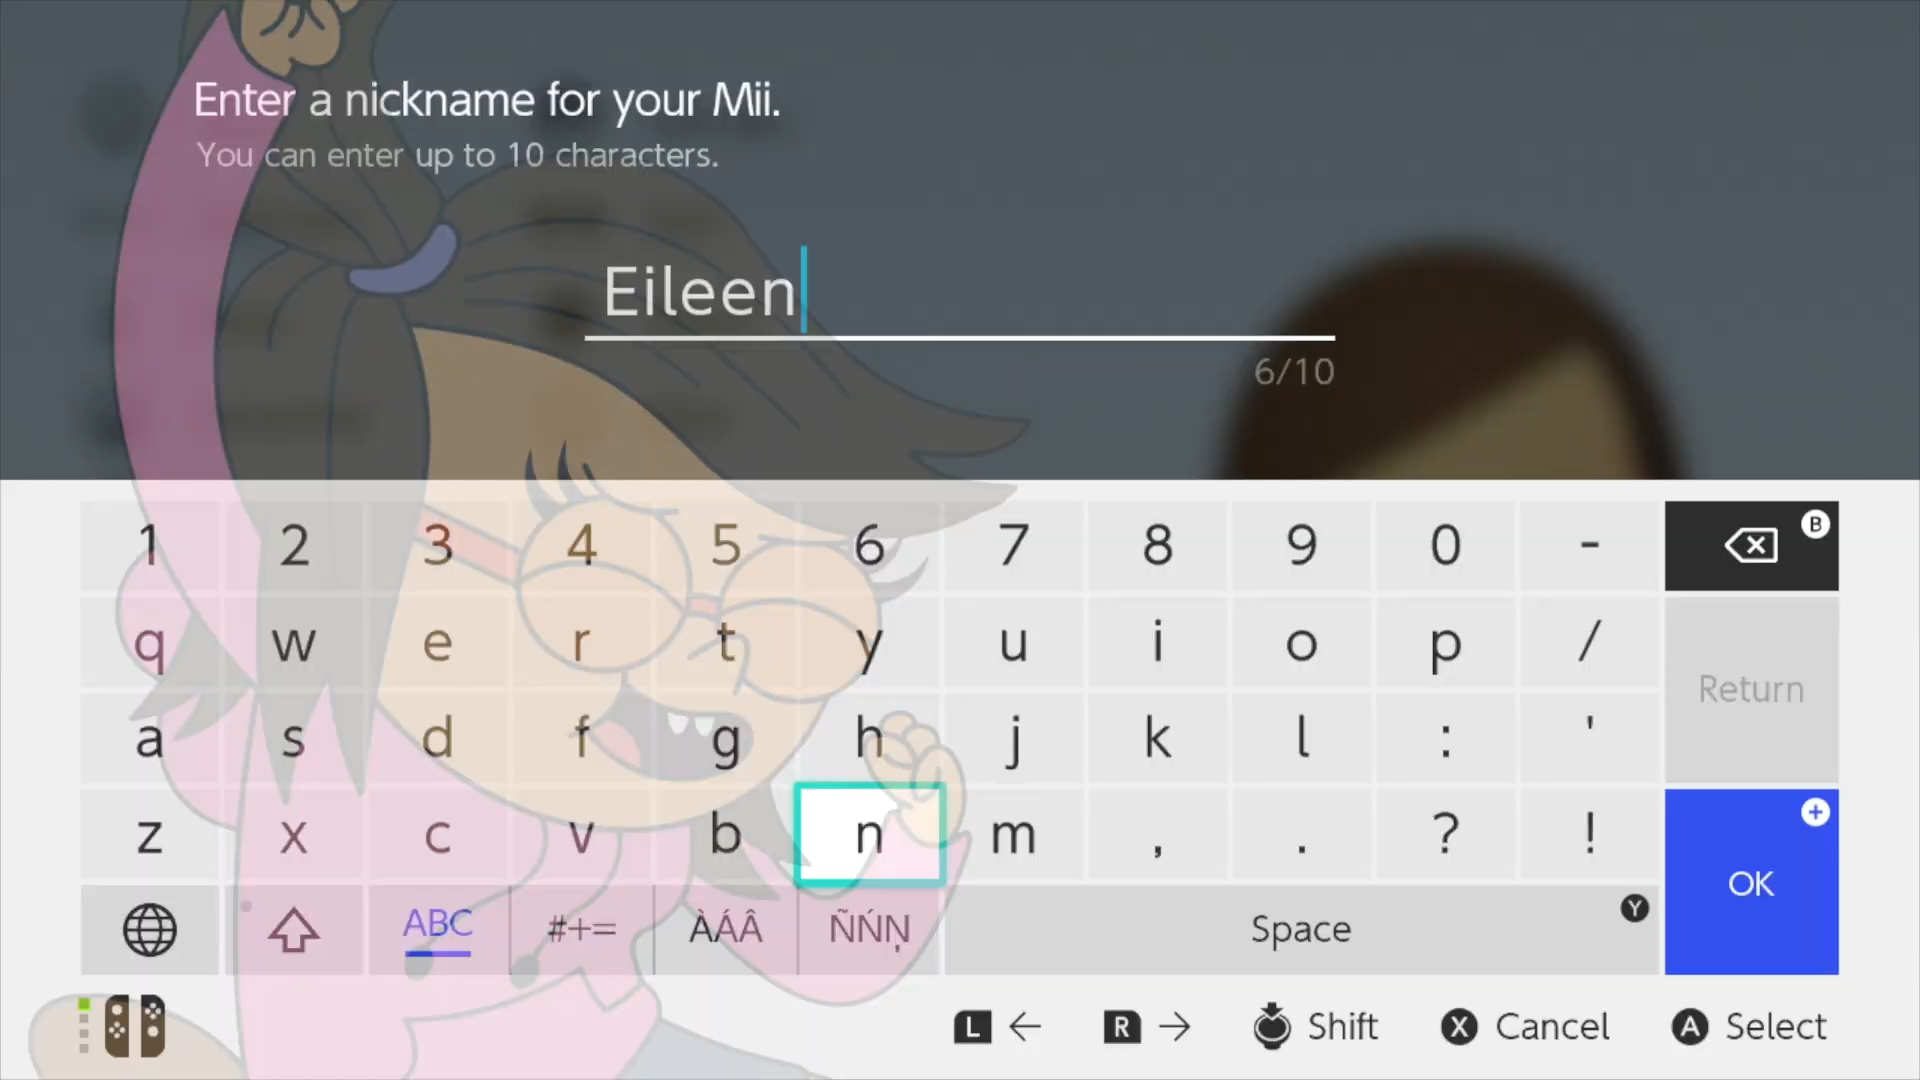 Enter a nickname for your Mii.
You can enter up to 10 characters.
Eileen
6/10
1 2 3 4 5 6 7 8 9 0 - B
q w e r t y u i o p / Return
a s d f g h j k l : '
z x c v b n m , . ? ! + OK
ABC #+= ÀÁÂ ÑŃŅ Space Y
L ← R → Shift X Cancel A Select